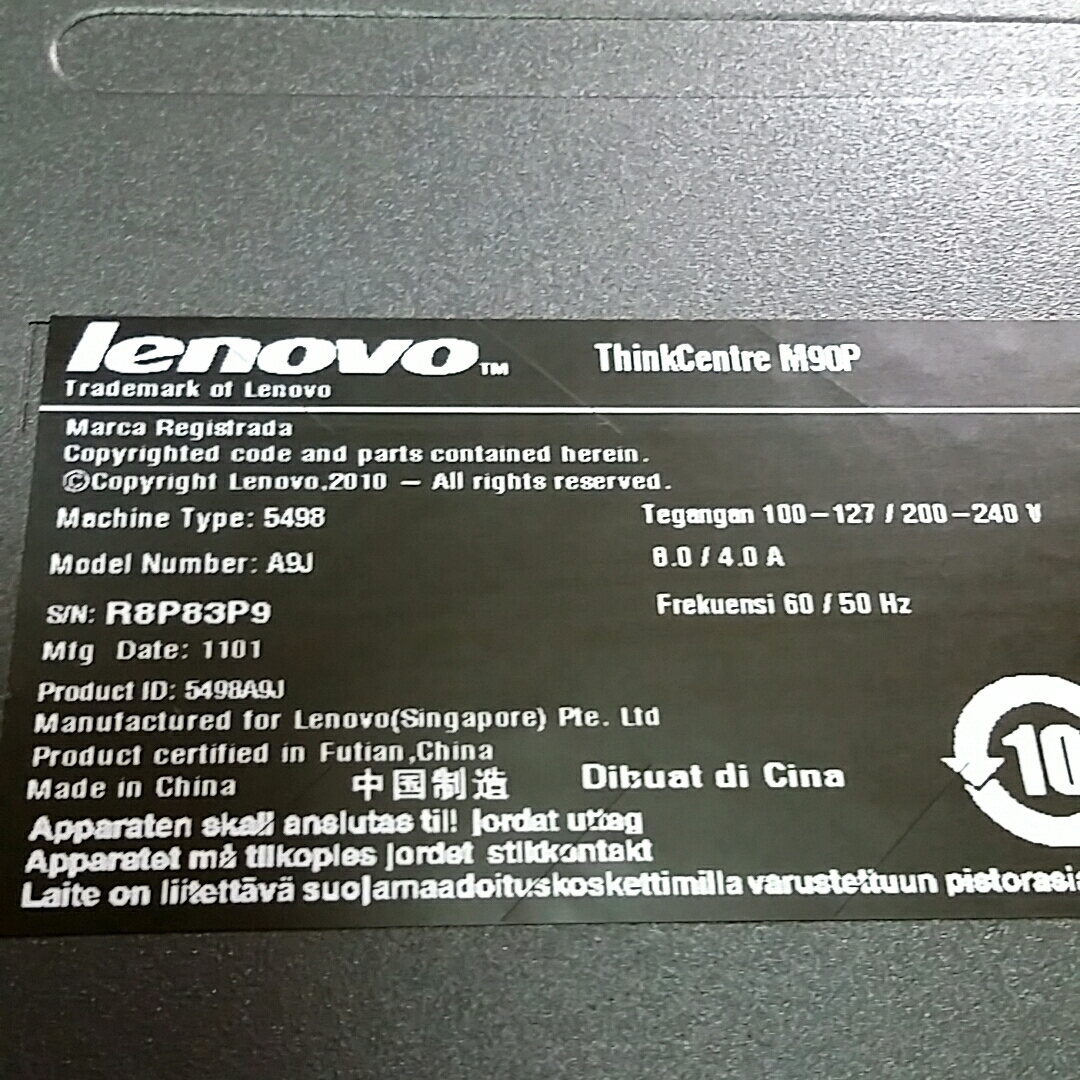 lenovo™ ThinkCentre M90P
Trademark of Lenovo
Marca Registrada
Copyrighted code and parts contained herein.
©Copyright Lenovo,2010 — All rights reserved.
Machine Type: 5498 Tegangan 100-127 / 200-240 V
Model Number: A9J 8.0 / 4.0 A
S/N: R8P83P9 Frekuensi 60 / 50 Hz
Mfg Date: 1101
Product ID: 5498A9J
Manufactured for Lenovo(Singapore) Pte. Ltd
Product certified in Futian,China
Made in China 中国制造 Dibuat di Cina
10
Apparaten skall anslutas till jordat uttag
Apparatet må tilkoples jordet stikkontakt
Laite on liitettävä suojamaadoituskoskettimilla varustettuun